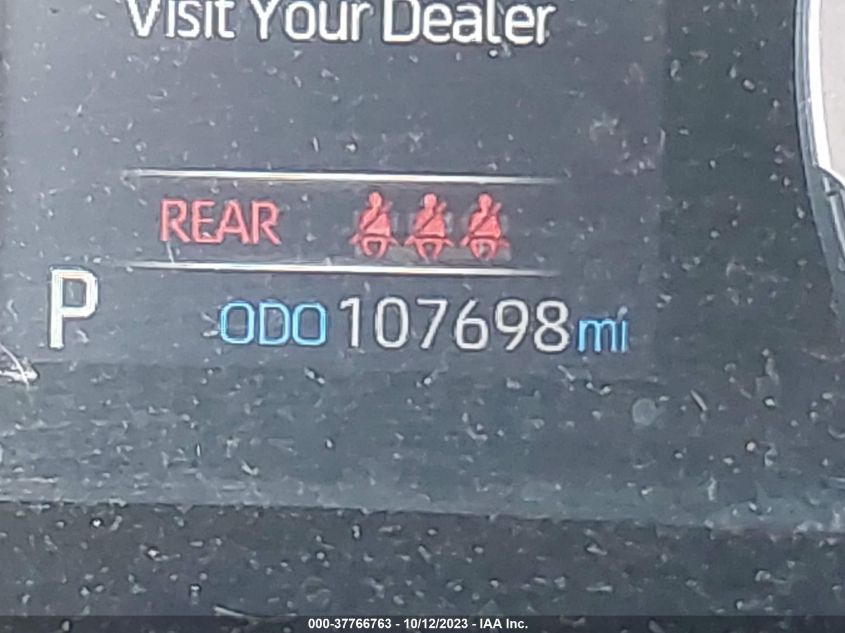 Visit Your Dealer
REAR
P ODO 107698 mi
000-37766763 - 10/12/2023 - IAA Inc.